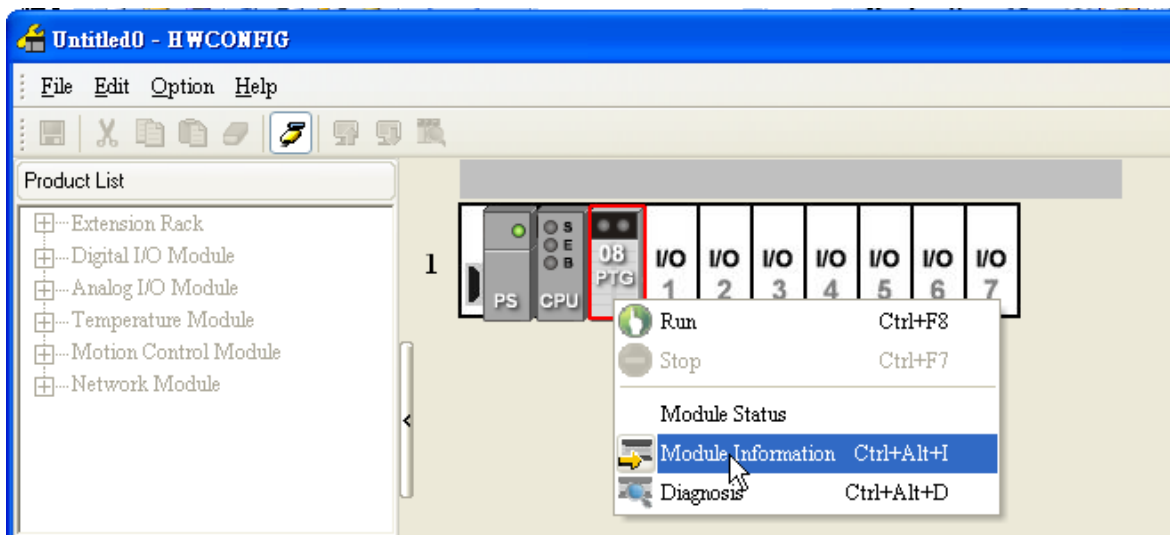 Untitled0 - HWCONFIG
File Edit Option Help
Product List
Extension Rack
Digital I/O Module
Analog I/O Module
Temperature Module
Motion Control Module
Network Module
1
PS
S
E
B
CPU
08
PTG
I/O I/O I/O I/O I/O I/O I/O
1 2 3 4 5 6 7
Run Ctrl+F8
Stop Ctrl+F7
Module Status
Module Information Ctrl+Alt+I
Diagnosis Ctrl+Alt+D